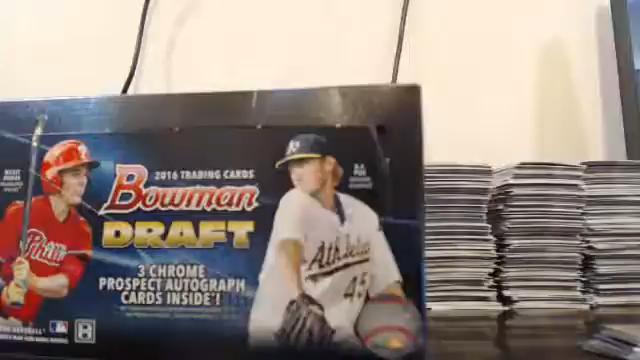 2016 TRADING CARDS
Bowman
DRAFT
3 CHROME
PROSPECT AUTOGRAPH
CARDS INSIDE*!
Phillies
Athletics
45